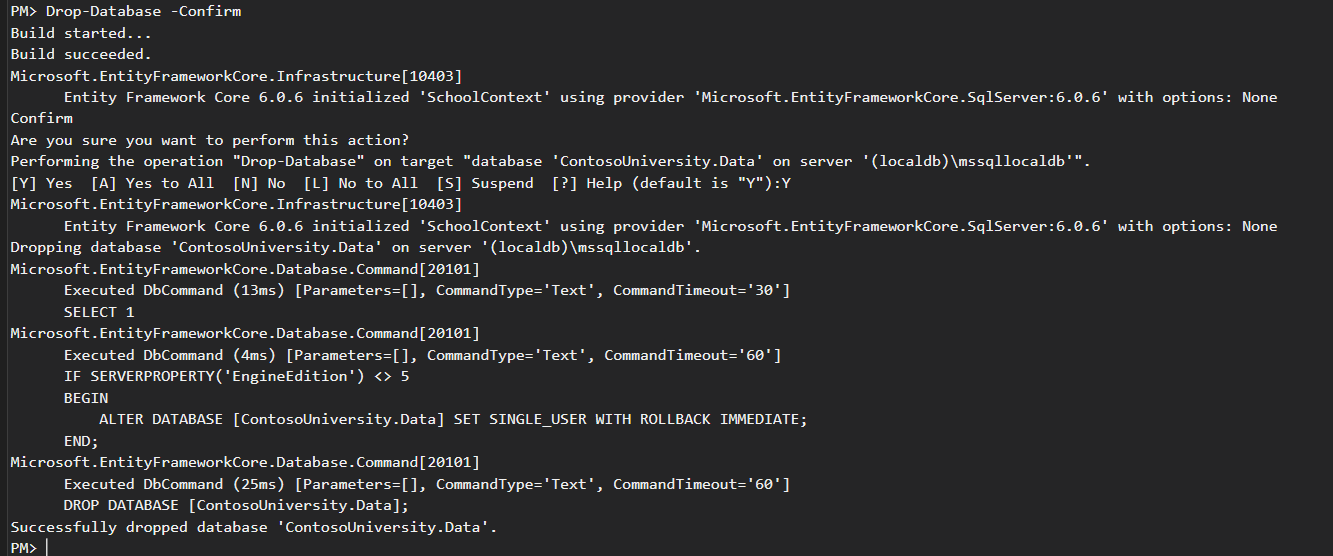 PM> Drop-Database -Confirm
Build started...
Build succeeded.
Microsoft.EntityFrameworkCore.Infrastructure[10403]
      Entity Framework Core 6.0.6 initialized 'SchoolContext' using provider 'Microsoft.EntityFrameworkCore.SqlServer:6.0.6' with options: None
Confirm
Are you sure you want to perform this action?
Performing the operation "Drop-Database" on target "database 'ContosoUniversity.Data' on server '(localdb)\mssqllocaldb'".
[Y] Yes  [A] Yes to All  [N] No  [L] No to All  [S] Suspend  [?] Help (default is "Y"):Y
Microsoft.EntityFrameworkCore.Infrastructure[10403]
      Entity Framework Core 6.0.6 initialized 'SchoolContext' using provider 'Microsoft.EntityFrameworkCore.SqlServer:6.0.6' with options: None
Dropping database 'ContosoUniversity.Data' on server '(localdb)\mssqllocaldb'.
Microsoft.EntityFrameworkCore.Database.Command[20101]
      Executed DbCommand (13ms) [Parameters=[], CommandType='Text', CommandTimeout='30']
      SELECT 1
Microsoft.EntityFrameworkCore.Database.Command[20101]
      Executed DbCommand (4ms) [Parameters=[], CommandType='Text', CommandTimeout='60']
      IF SERVERPROPERTY('EngineEdition') <> 5
      BEGIN
          ALTER DATABASE [ContosoUniversity.Data] SET SINGLE_USER WITH ROLLBACK IMMEDIATE;
      END;
Microsoft.EntityFrameworkCore.Database.Command[20101]
      Executed DbCommand (25ms) [Parameters=[], CommandType='Text', CommandTimeout='60']
      DROP DATABASE [ContosoUniversity.Data];
Successfully dropped database 'ContosoUniversity.Data'.
PM>